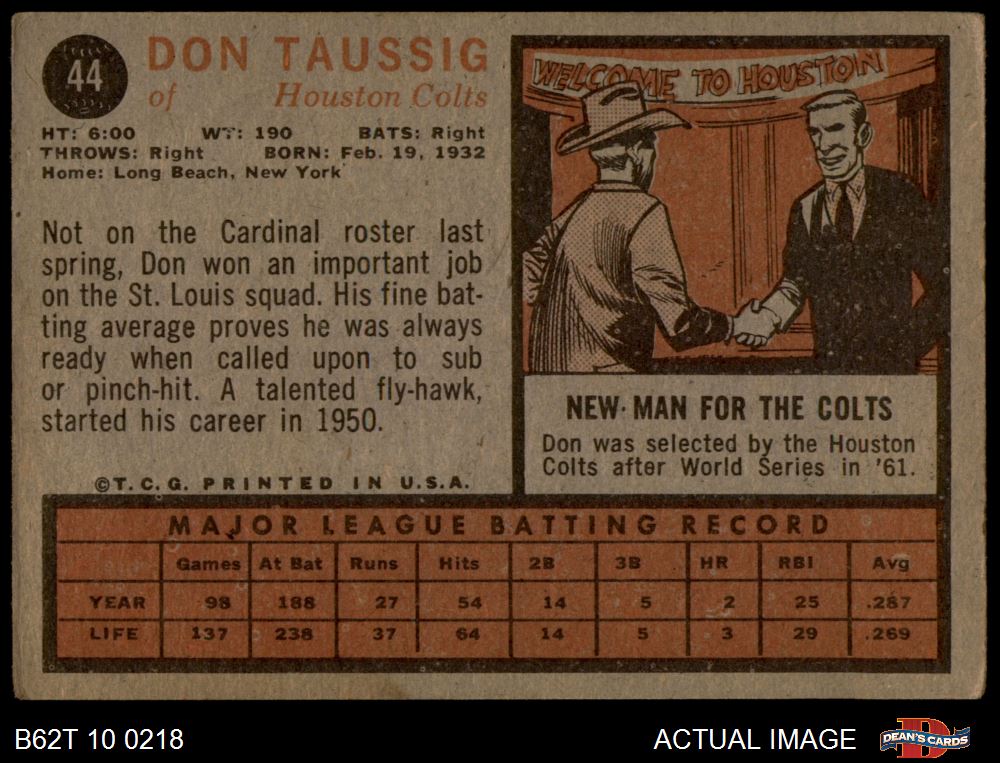 44
DON TAUSSIG
of Houston Colts
HT: 6:00 WT: 190 BATS: Right
THROWS: Right BORN: Feb. 19, 1932
Home: Long Beach, New York
Not on the Cardinal roster last
spring, Don won an important job
on the St. Louis squad. His fine bat-
ting average proves he was always
ready when called upon to sub
or pinch-hit. A talented fly-hawk,
started his career in 1950.
©T.C.G. PRINTED IN U.S.A.
WELCOME TO HOUSTON
NEW MAN FOR THE COLTS
Don was selected by the Houston
Colts after World Series in '61.
MAJOR LEAGUE BATTING RECORD
Games At Bat Runs Hits 2B 3B HR RBI Avg
YEAR 98 188 27 54 14 5 2 25 .287
LIFE 137 238 37 64 14 5 3 29 .269
B62T 10 0218
ACTUAL IMAGE
DEAN'S CARDS